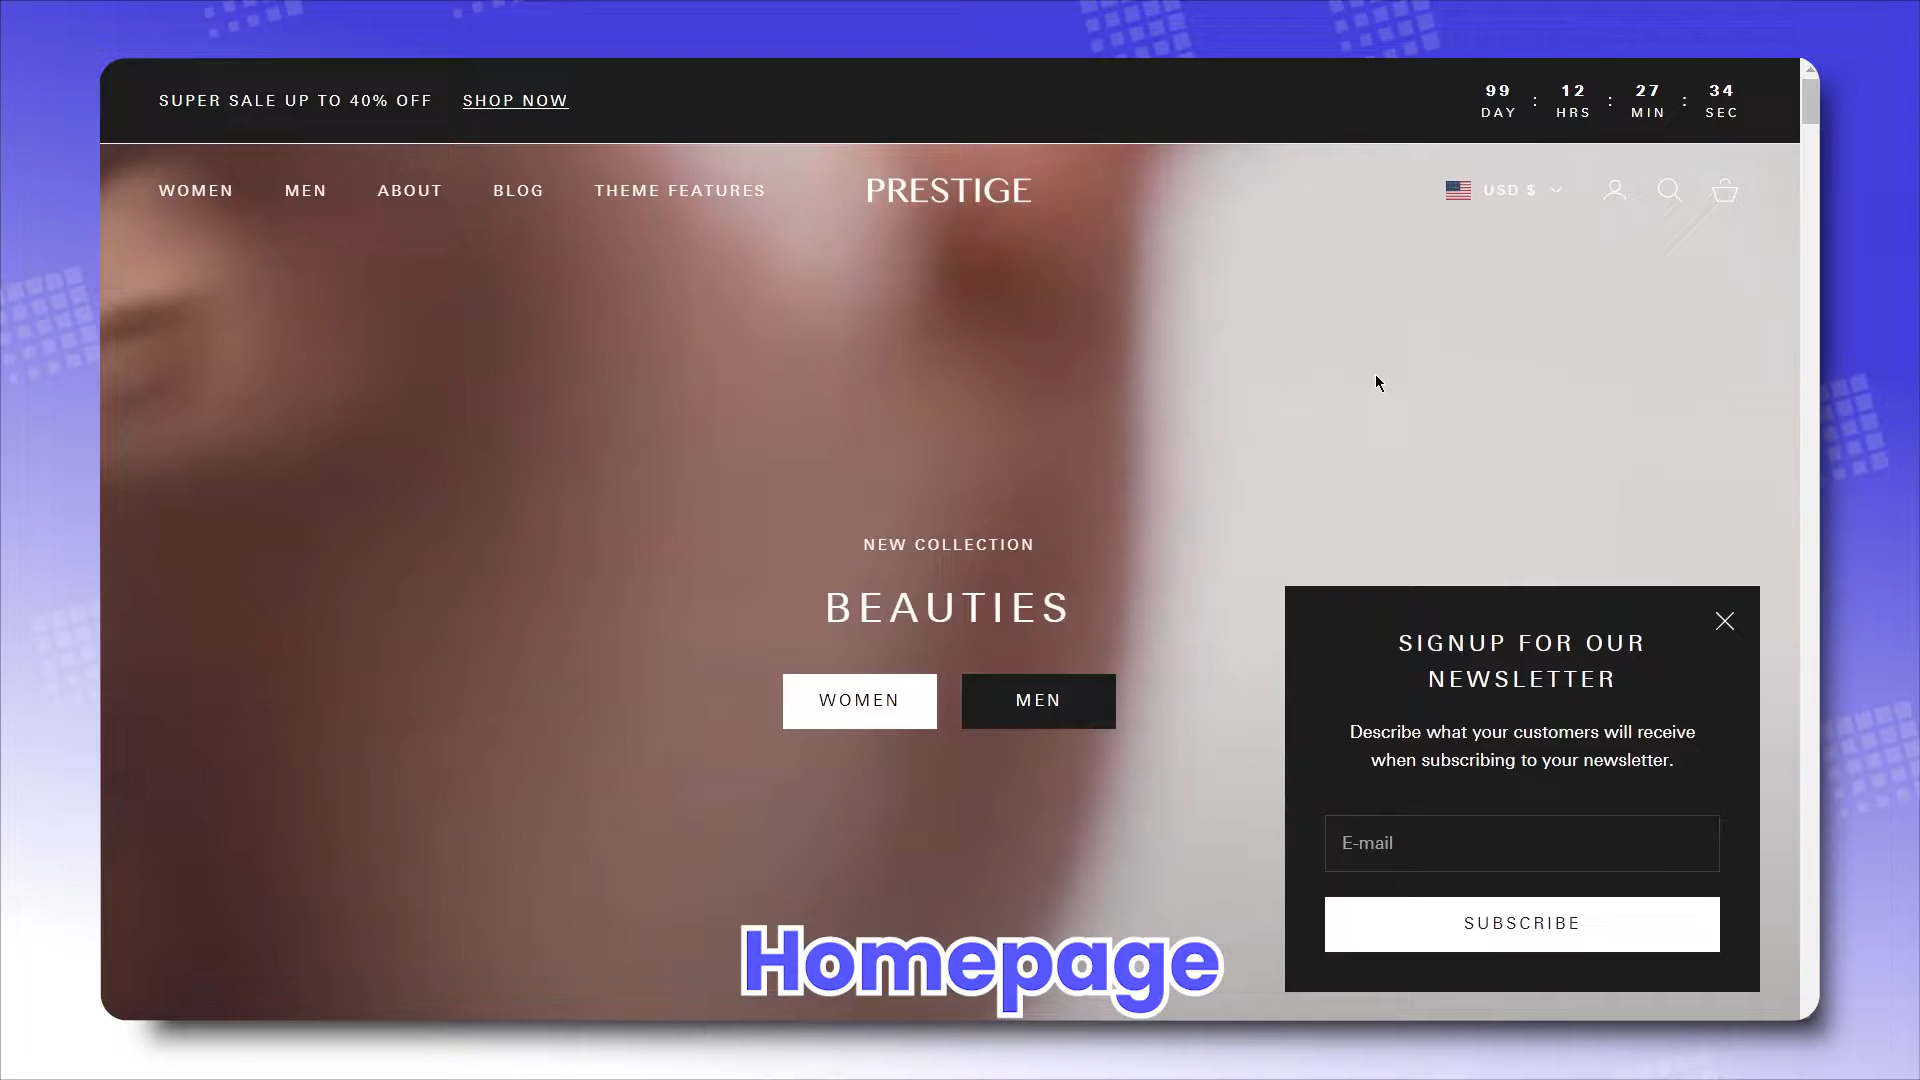 SUPER SALE UP TO 40% OFF SHOP NOW
99 : 12 : 27 : 34
DAY HRS MIN SEC
WOMEN MEN ABOUT BLOG THEME FEATURES PRESTIGE USD $
NEW COLLECTION
BEAUTIES
WOMEN MEN
SIGNUP FOR OUR
NEWSLETTER
Describe what your customers will receive
when subscribing to your newsletter.
E-mail
SUBSCRIBE
Homepage